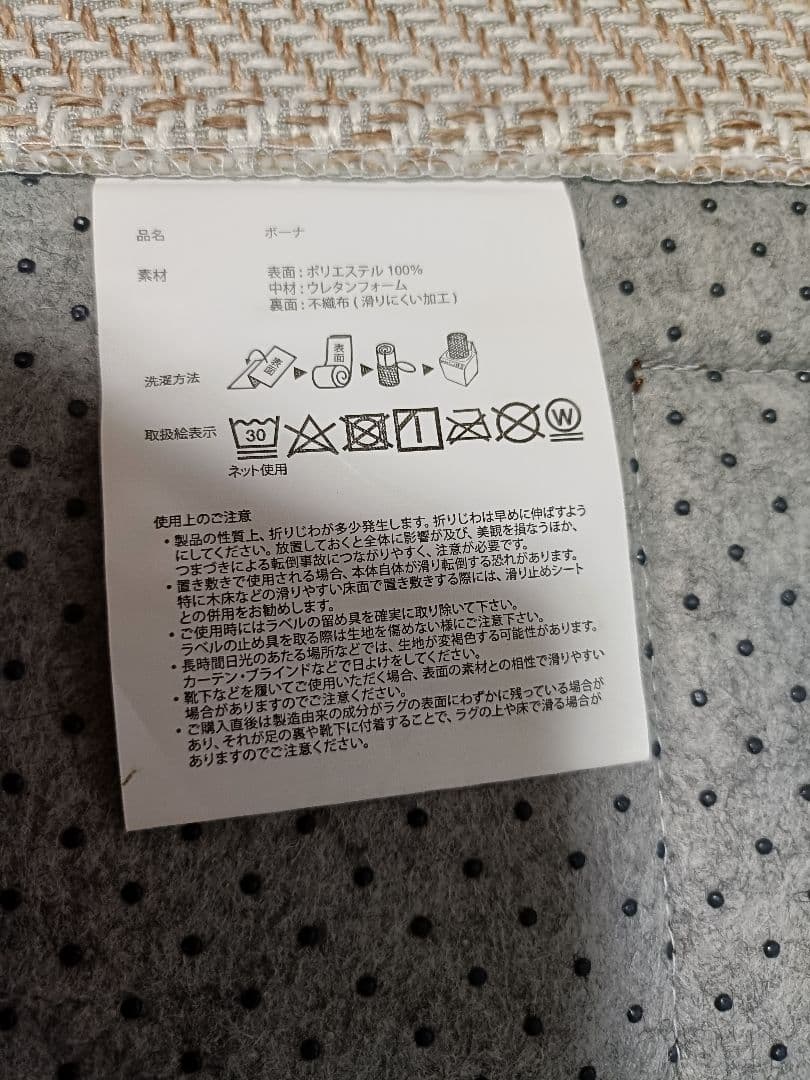 品名 ボーナ
素材 表面 : ポリエステル 100%
中材 : ウレタンフォーム
裏面 : 不織布 ( 滑りにくい加工 )
洗濯方法 表面 表面
取扱絵表示 30 W
ネット使用
使用上のご注意
・製品の性質上、折りじわが多少発生します。折りじわは早めに伸ばすよう
にしてください。放置しておくと全体に影響が及び、美観を損なうほか、
つまづきによる転倒事故につながりやすく、注意が必要です。
・置き敷きで使用される場合、本体自体が滑り転倒する恐れがあります。
特に木床などの滑りやすい床面で置き敷きする際には、滑り止めシート
との併用をお勧めします。
・ご使用時にはラベルの留め具を確実に取り除いて下さい。
ラベルの止め具を取る際は生地を傷めない様にご注意下さい。
・長時間日光のあたる場所などでは、生地が変褪色する可能性があります。
カーテン・ブラインドなどで日よけをしてください。
・靴下などを履いてご使用いただく場合、表面の素材との相性で滑りやすい
場合がありますのでご注意ください。
・ご購入直後は製造由来の成分がラグの表面にわずかに残っている場合が
あり、それが足の裏や靴下に付着することで、ラグの上や床で滑る場合が
ありますのでご注意ください。